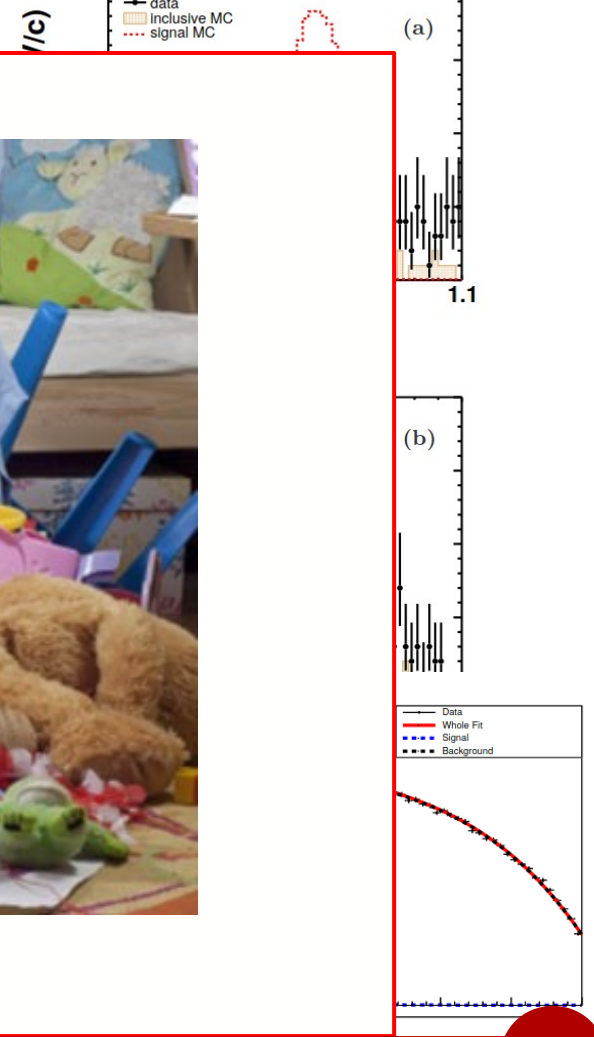 /c)
data
inclusive MC
signal MC
(a)
1.1
(b)
Data
Whole Fit
Signal
Background